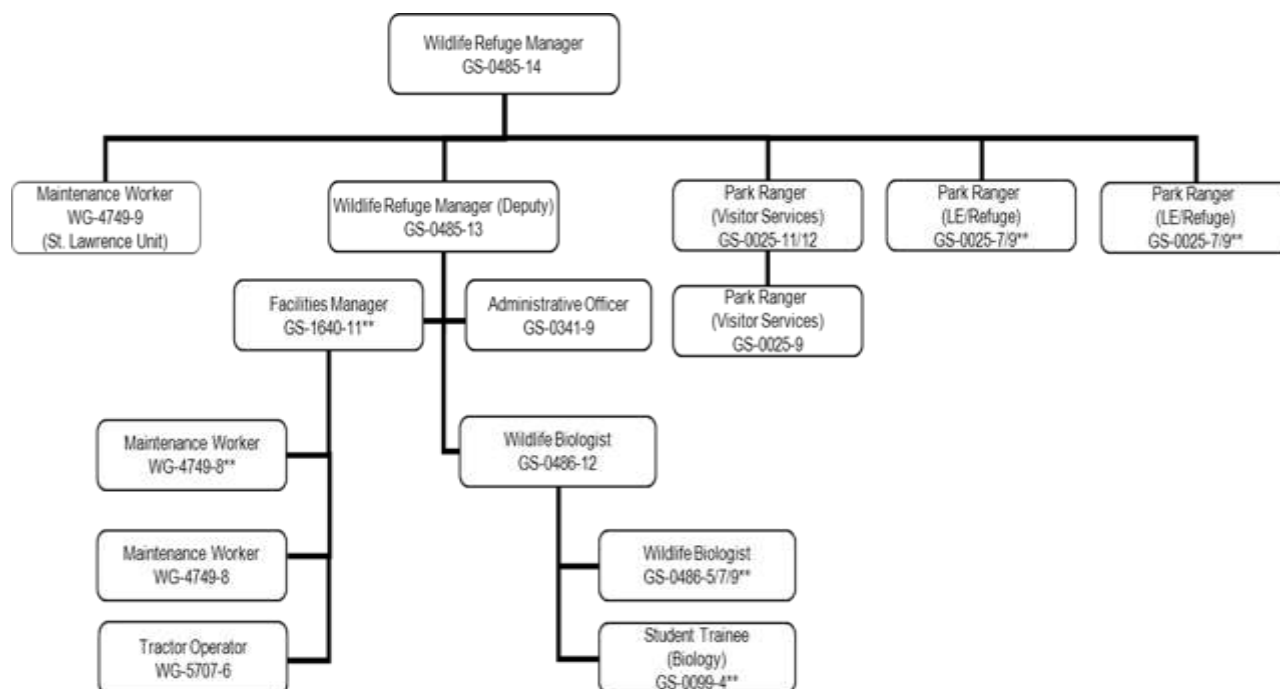 Wildlife Refuge Manager
GS-0485-14
Maintenance Worker
WG-4749-9
(St. Lawrence Unit)
Wildlife Refuge Manager (Deputy)
GS-0485-13
Park Ranger
(Visitor Services)
GS-0025-11/12
Park Ranger
(LE/Refuge)
GS-0025-7/9**
Park Ranger
(LE/Refuge)
GS-0025-7/9**
Facilities Manager
GS-1640-11**
Administrative Officer
GS-0341-9
Park Ranger
(Visitor Services)
GS-0025-9
Maintenance Worker
WG-4749-8**
Wildlife Biologist
GS-0486-12
Maintenance Worker
WG-4749-8
Wildlife Biologist
GS-0486-5/7/9**
Tractor Operator
WG-5707-6
Student Trainee
(Biology)
GS-0099-4**